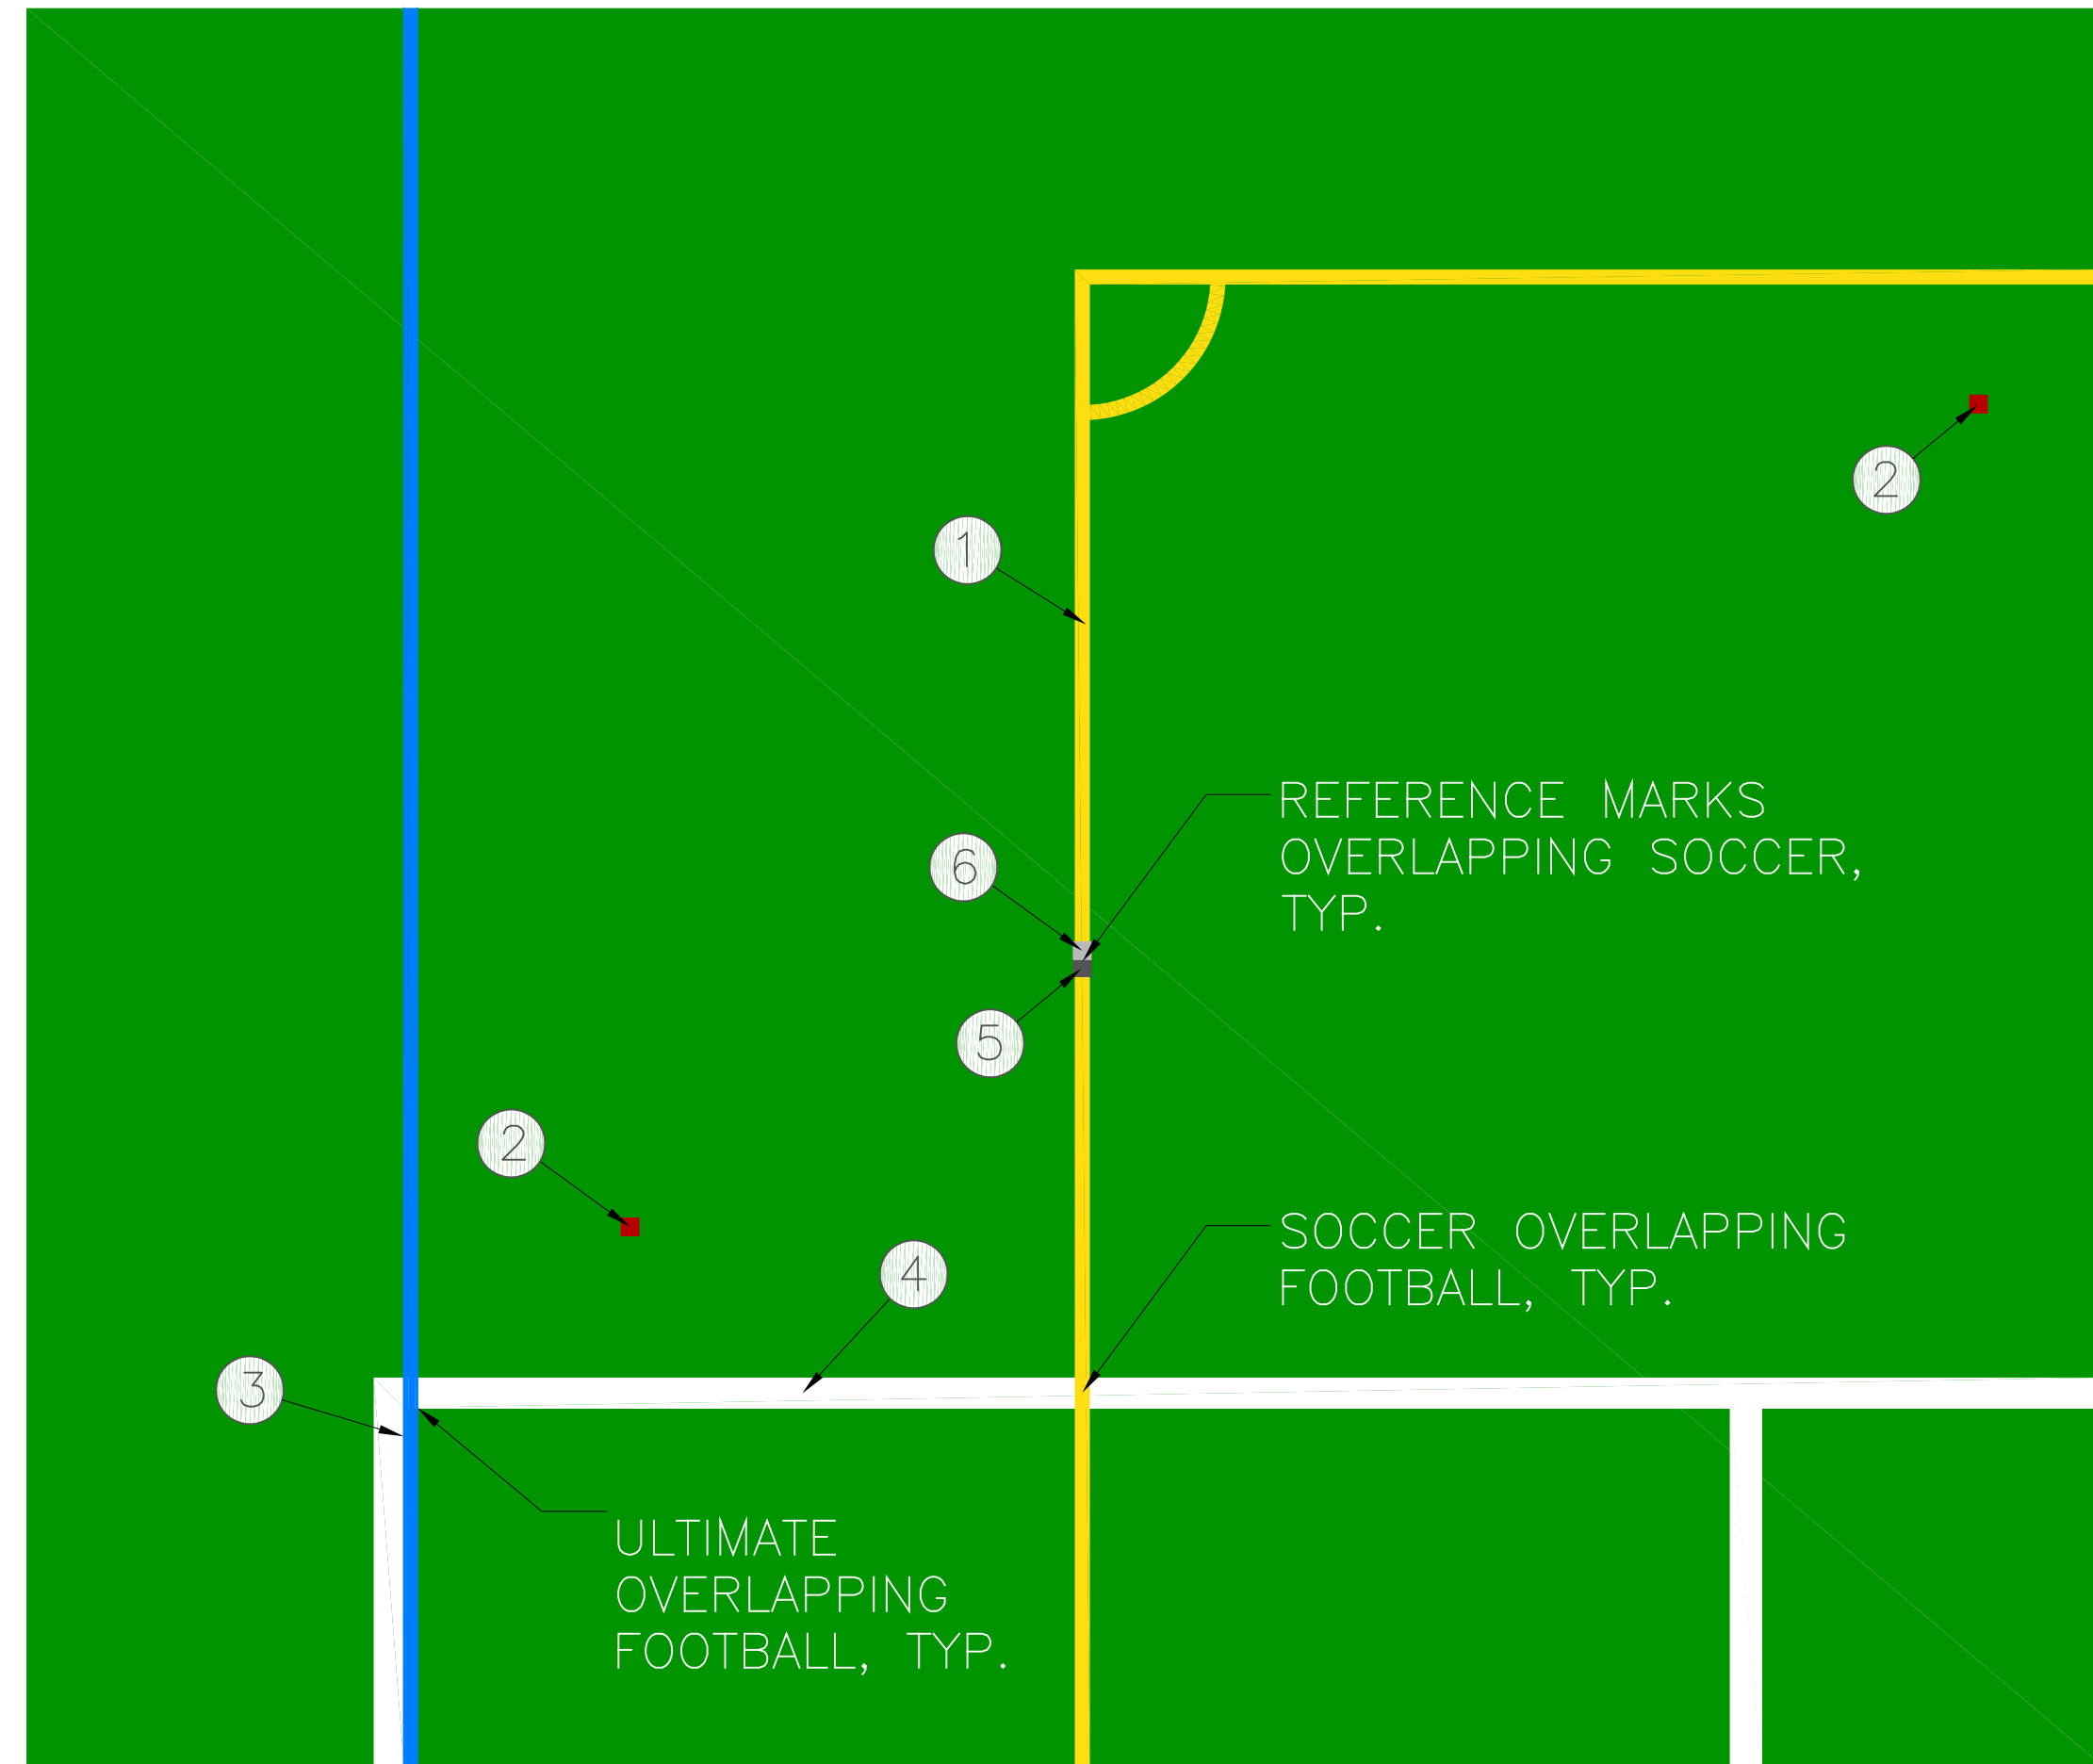 2
1
REFERENCE MARKS
OVERLAPPING SOCCER,
TYP.
6
5
2
SOCCER OVERLAPPING
FOOTBALL, TYP.
4
3
ULTIMATE
OVERLAPPING
FOOTBALL, TYP.